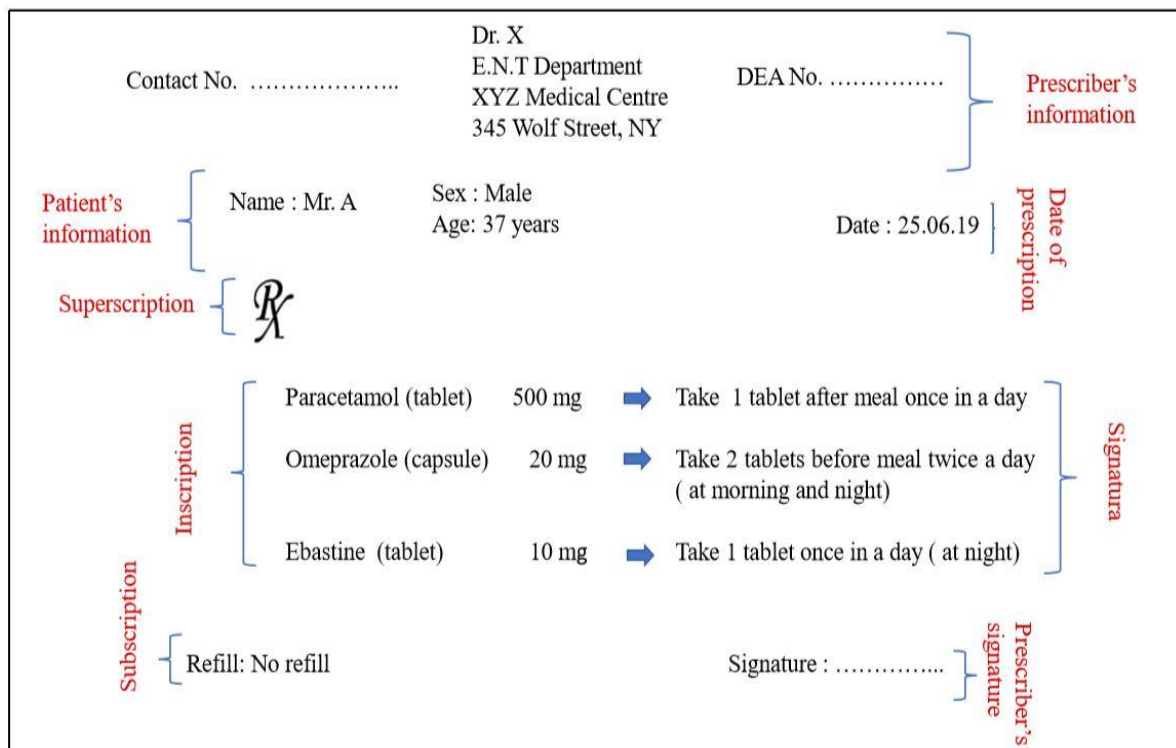 Dr. X
E.N.T Department
Contact No. ………………..
DEA No. ……………
XYZ Medical Centre
345 Wolf Street, NY
Prescriber’s
information
Patient’s
information
Name : Mr. A
Sex : Male
Age: 37 years
Date : 25.06.19
Date of
prescription
Superscription
Rx
Inscription
Paracetamol (tablet) 500 mg Take 1 tablet after meal once in a day
Omeprazole (capsule) 20 mg Take 2 tablets before meal twice a day
( at morning and night)
Ebastine (tablet) 10 mg Take 1 tablet once in a day ( at night)
Signatura
Subscription
Refill: No refill
Signature : …………...
Prescriber’s
signature